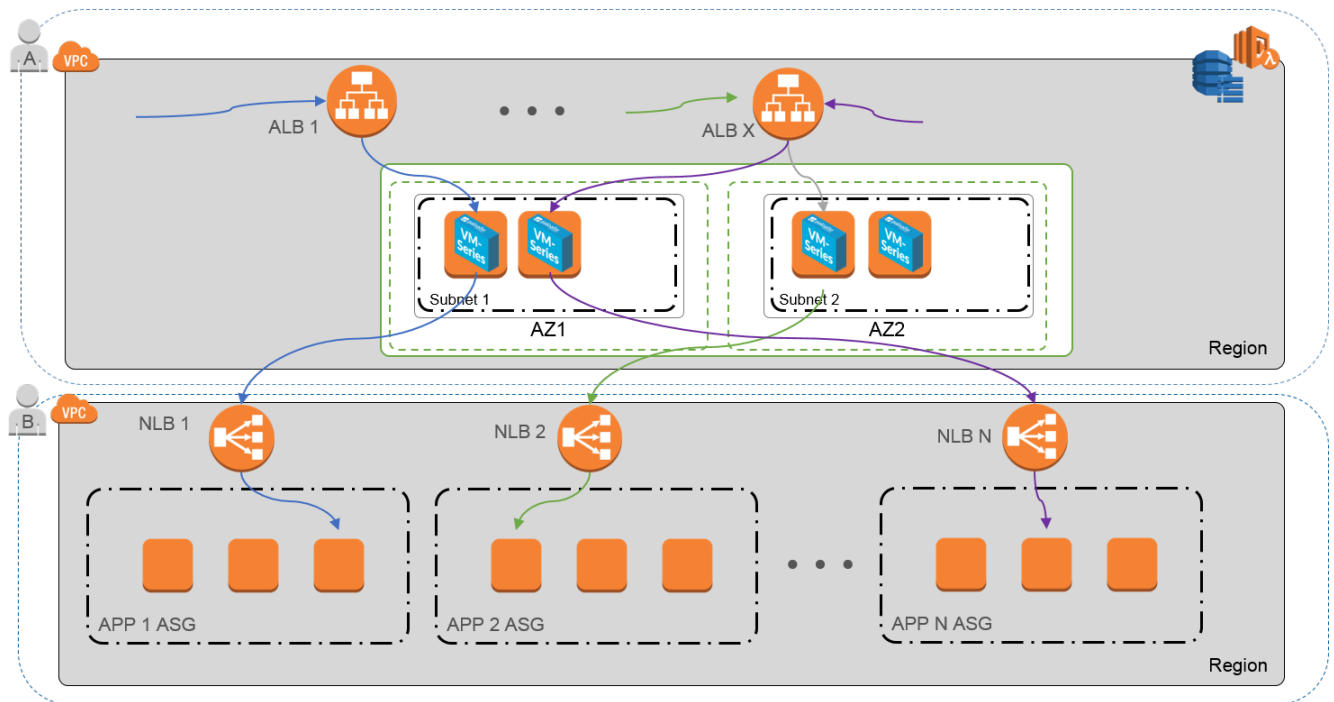 A
VPC
λ
ALB 1
ALB X
VM-
Series
VM-
Series
VM-
Series
VM-
Series
Subnet 1
Subnet 2
AZ1
AZ2
Region
B
VPC
NLB 1
NLB 2
NLB N
APP 1 ASG
APP 2 ASG
APP N ASG
Region